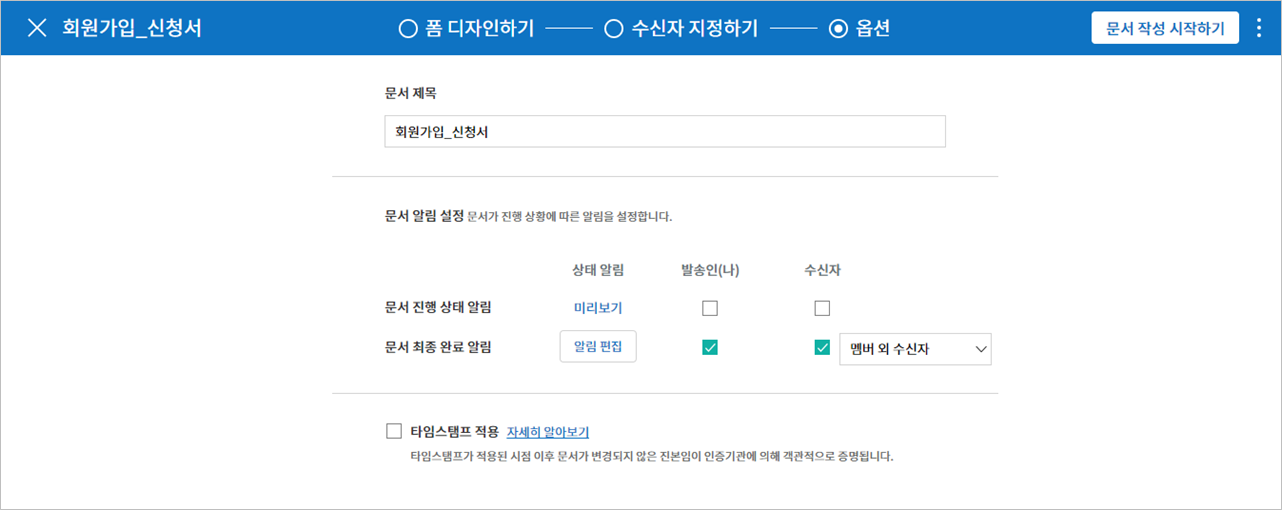 회원가입_신청서 폼 디자인하기 수신자 지정하기 옵션 문서 작성 시작하기
문서 제목
회원가입_신청서
문서 알림 설정 문서가 진행 상황에 따른 알림을 설정합니다.
상태 알림 발송인(나) 수신자
문서 진행 상태 알림 미리보기
문서 최종 완료 알림 알림 편집 멤버 외 수신자
타임스탬프 적용 자세히 알아보기
타임스탬프가 적용된 시점 이후 문서가 변경되지 않은 진본임이 인증기관에 의해 객관적으로 증명됩니다.